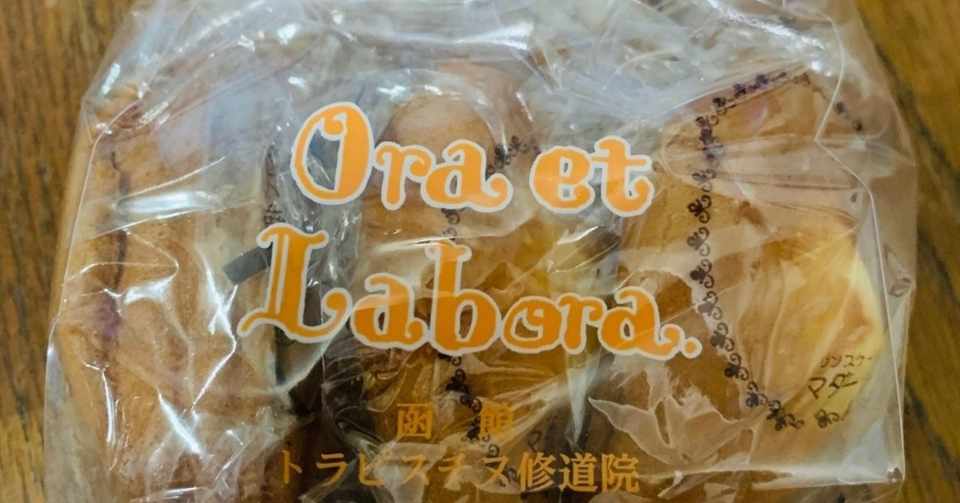 Ora et
Labora.
函館
トラピスチヌ修道院